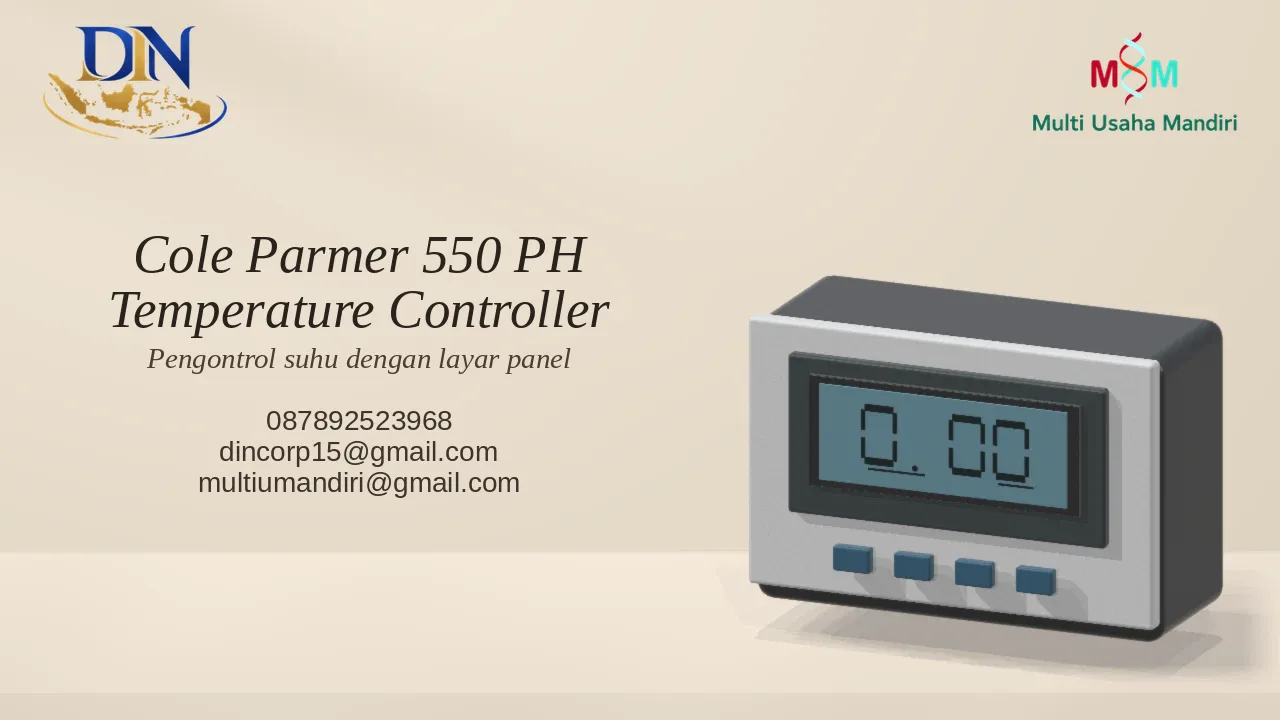 DN
M M
Multi Usaha Mandiri
Cole Parmer 550 PH
Temperature Controller
Pengontrol suhu dengan layar panel
087892523968
dincorp15@gmail.com
multiumandiri@gmail.com
0.00